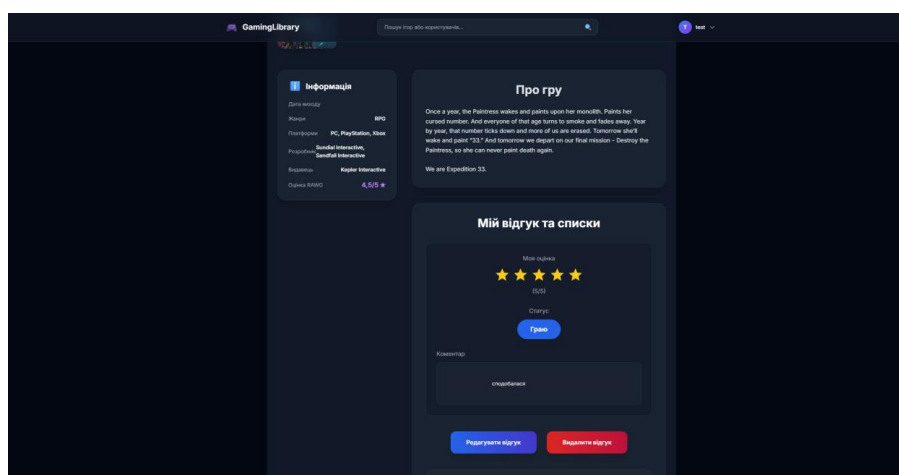 GamingLibrary
Пошук ігор або користувачів...
T test
Інформація
Дата виходу
Жанри RPG
Платформи PC, PlayStation, Xbox
Розробник Sundial Interactive,
Sandfall Interactive
Видавець Kepler Interactive
Оцінка RAWG 4,5/5 ★
Про гру
Once a year, the Paintress wakes and paints upon her monolith. Paints her
cursed number. And everyone of that age turns to smoke and fades away. Year
by year, that number ticks down and more of us are erased. Tomorrow she'll
wake and paint "33." And tomorrow we depart on our final mission – Destroy the
Paintress, so she can never paint death again.
We are Expedition 33.
Мій відгук та списки
Моя оцінка
(5/5)
Статус
Граю
Коментар
сподобалася
Редагувати відгук
Видалити відгук